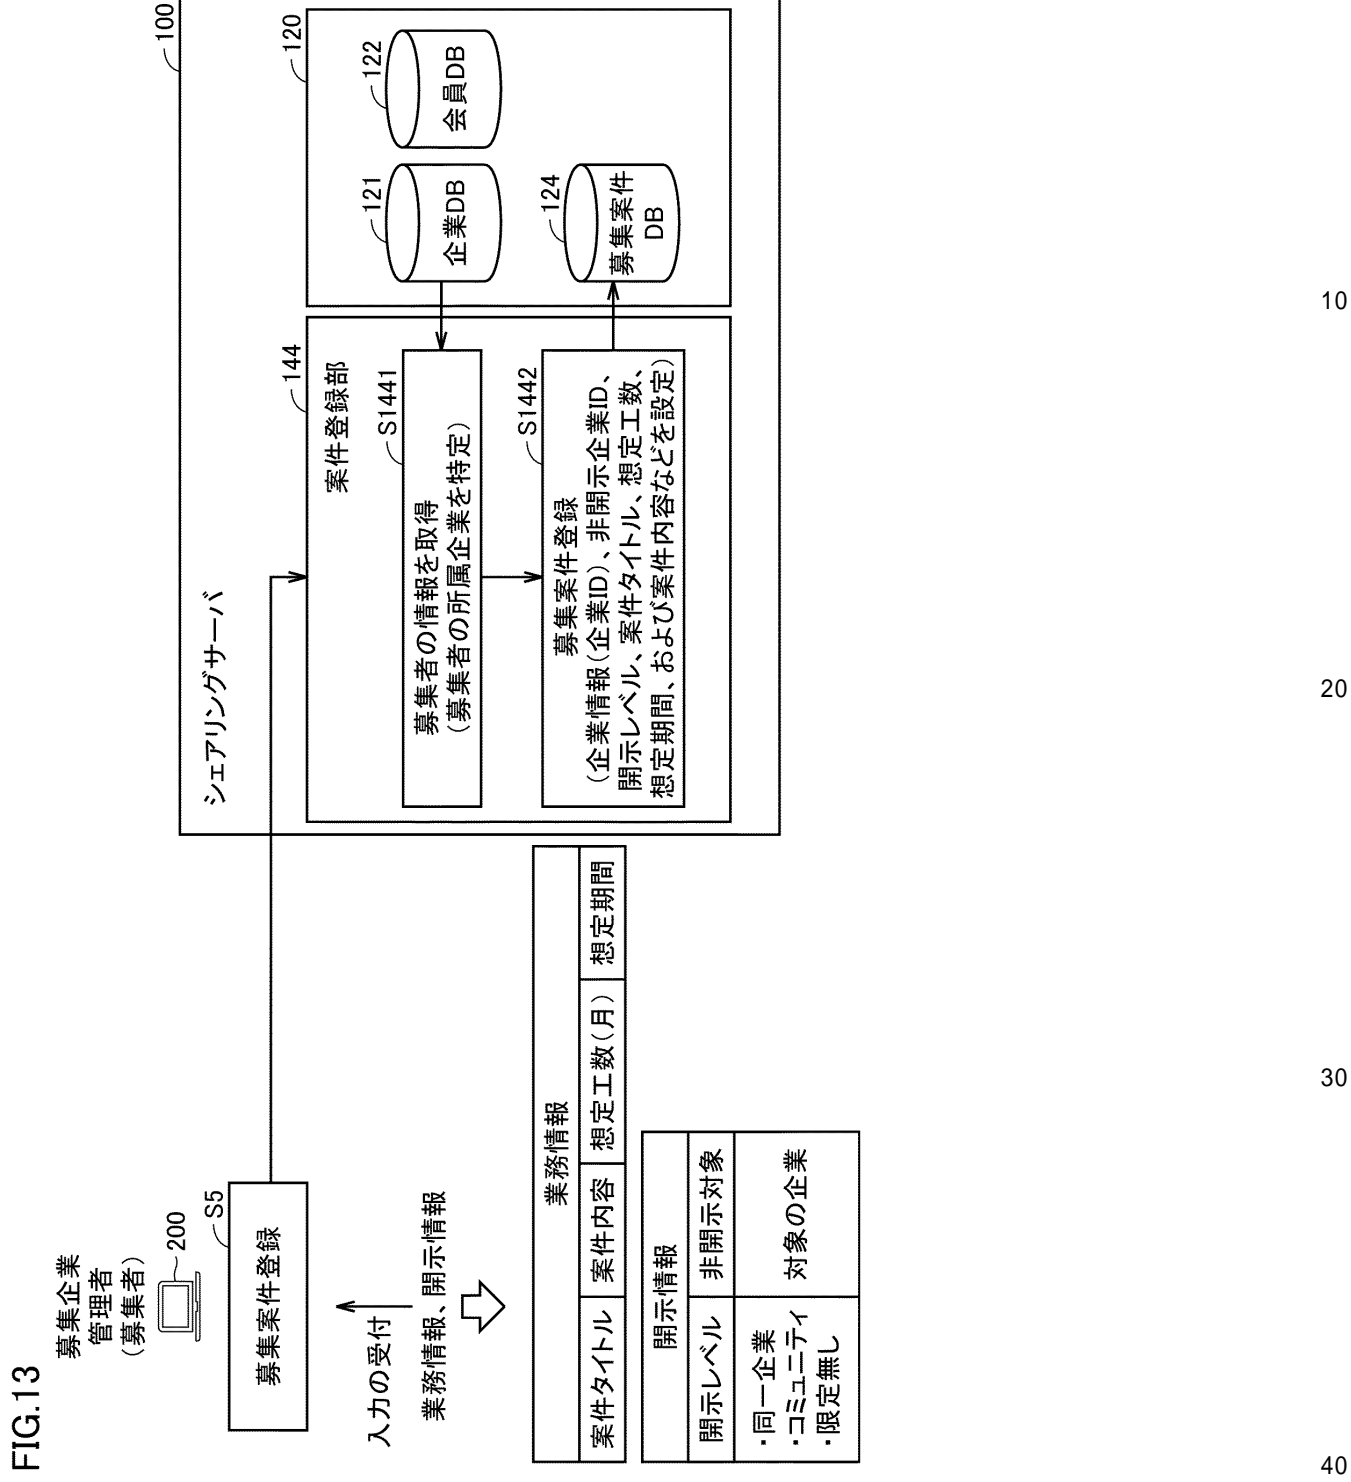 FIG.13
募集企業
管理者
(募集者)
200
S5
募集案件登録
入力の受付
業務情報、開示情報
業務情報
案件タイトル
案件内容
想定工数(月)
想定期間
開示情報
開示レベル
非開示対象
・同一企業
・コミュニティ
・限定無し
対象の企業
シェアリングサーバ
100
144
案件登録部
S1441
募集者の情報を取得
(募集者の所属企業を特定)
S1442
募集案件登録
(企業情報(企業ID)、非開示企業ID、
開示レベル、案件タイトル、想定工数、
想定期間、および案件内容などを設定)
120
121
企業DB
122
会員DB
124
募集案件
DB
10
20
30
40